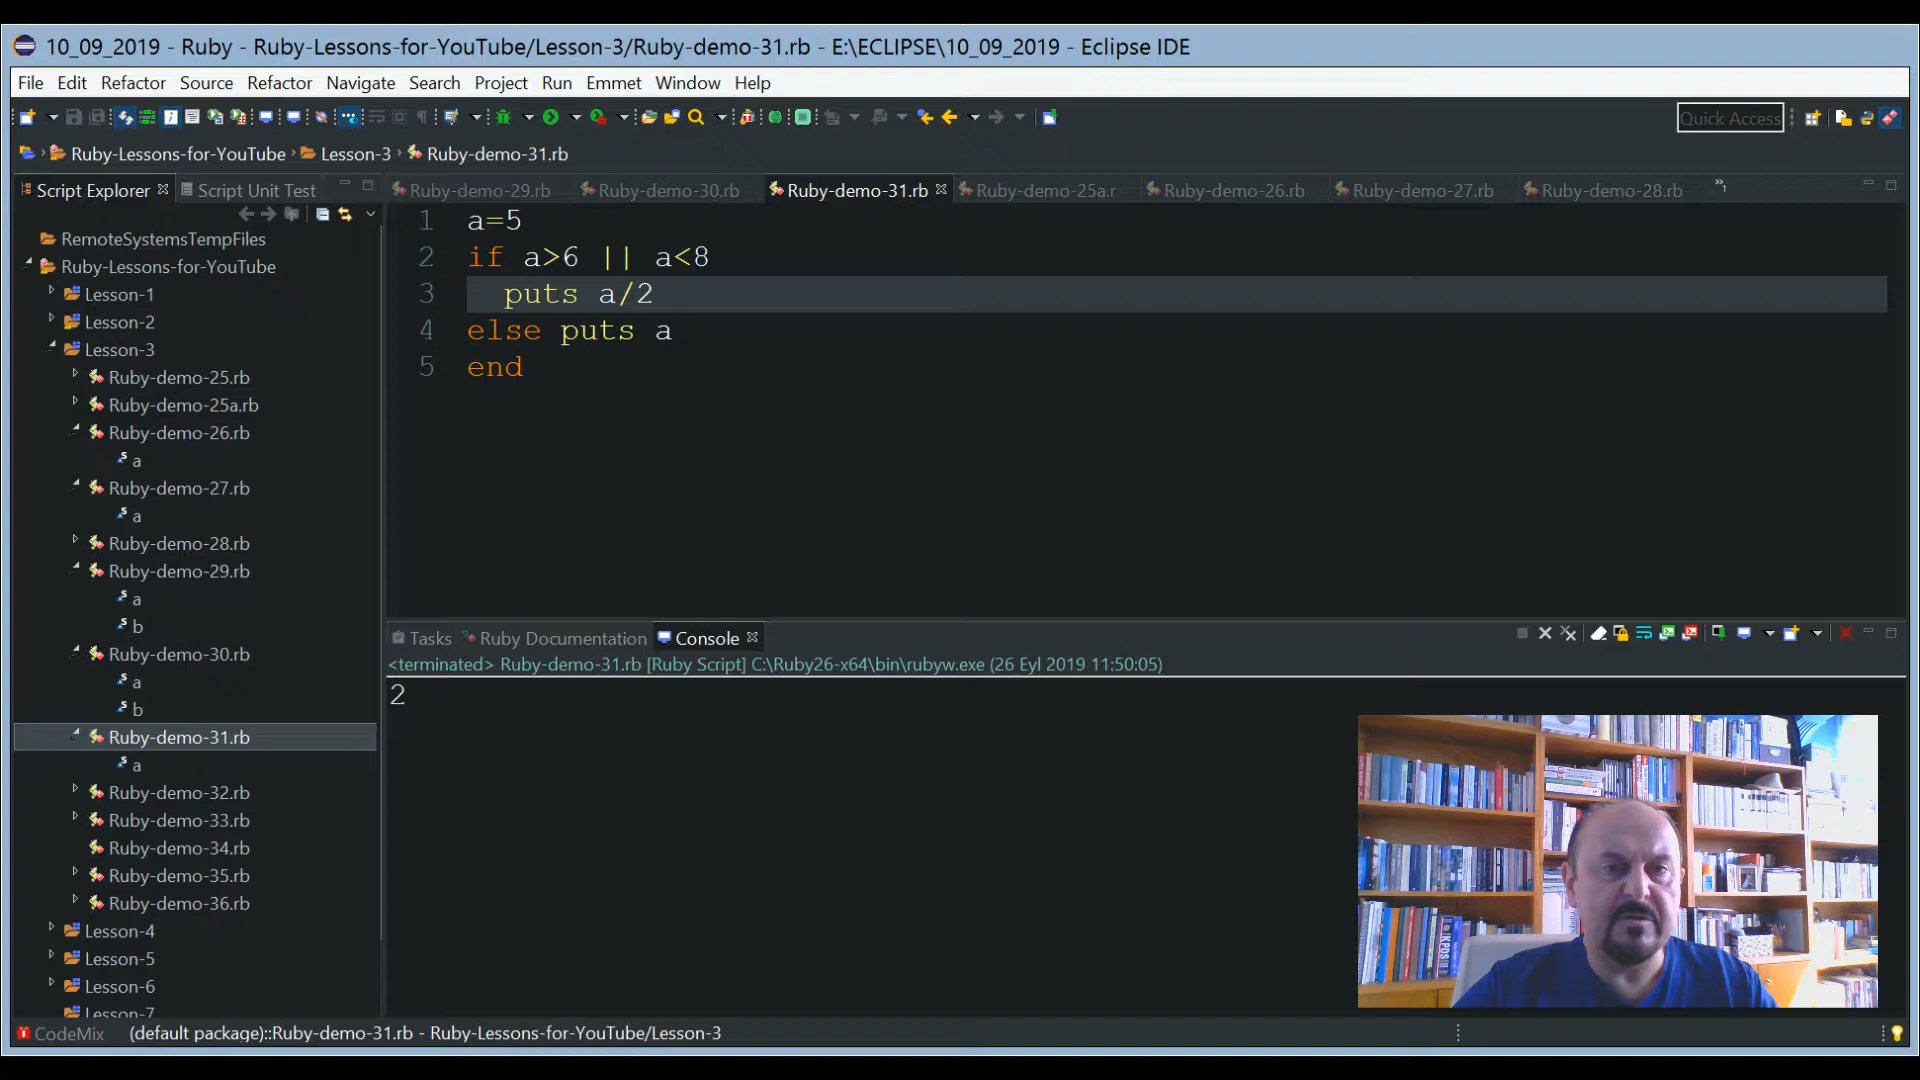 10_09_2019 - Ruby - Ruby-Lessons-for-YouTube/Lesson-3/Ruby-demo-31.rb - E:\ECLIPSE\10_09_2019 - Eclipse IDE
File Edit Refactor Source Refactor Navigate Search Project Run Emmet Window Help
Quick Access
Ruby-Lessons-for-YouTube Lesson-3 Ruby-demo-31.rb
Script Explorer Script Unit Test
Ruby-demo-29.rb Ruby-demo-30.rb Ruby-demo-31.rb Ruby-demo-25a.r Ruby-demo-26.rb Ruby-demo-27.rb Ruby-demo-28.rb »1
RemoteSystemsTempFiles
Ruby-Lessons-for-YouTube
Lesson-1
Lesson-2
Lesson-3
Ruby-demo-25.rb
Ruby-demo-25a.rb
Ruby-demo-26.rb
a
Ruby-demo-27.rb
a
Ruby-demo-28.rb
Ruby-demo-29.rb
a
b
Ruby-demo-30.rb
a
b
Ruby-demo-31.rb
a
Ruby-demo-32.rb
Ruby-demo-33.rb
Ruby-demo-34.rb
Ruby-demo-35.rb
Ruby-demo-36.rb
Lesson-4
Lesson-5
Lesson-6
Lesson-7
1 a=5
2 if a>6 || a<8
3 puts a/2
4 else puts a
5 end
Tasks Ruby Documentation Console
<terminated> Ruby-demo-31.rb [Ruby Script] C:\Ruby26-x64\bin\rubyw.exe (26 Eyl 2019 11:50:05)
2
KPDS
CodeMix (default package)::Ruby-demo-31.rb - Ruby-Lessons-for-YouTube/Lesson-3